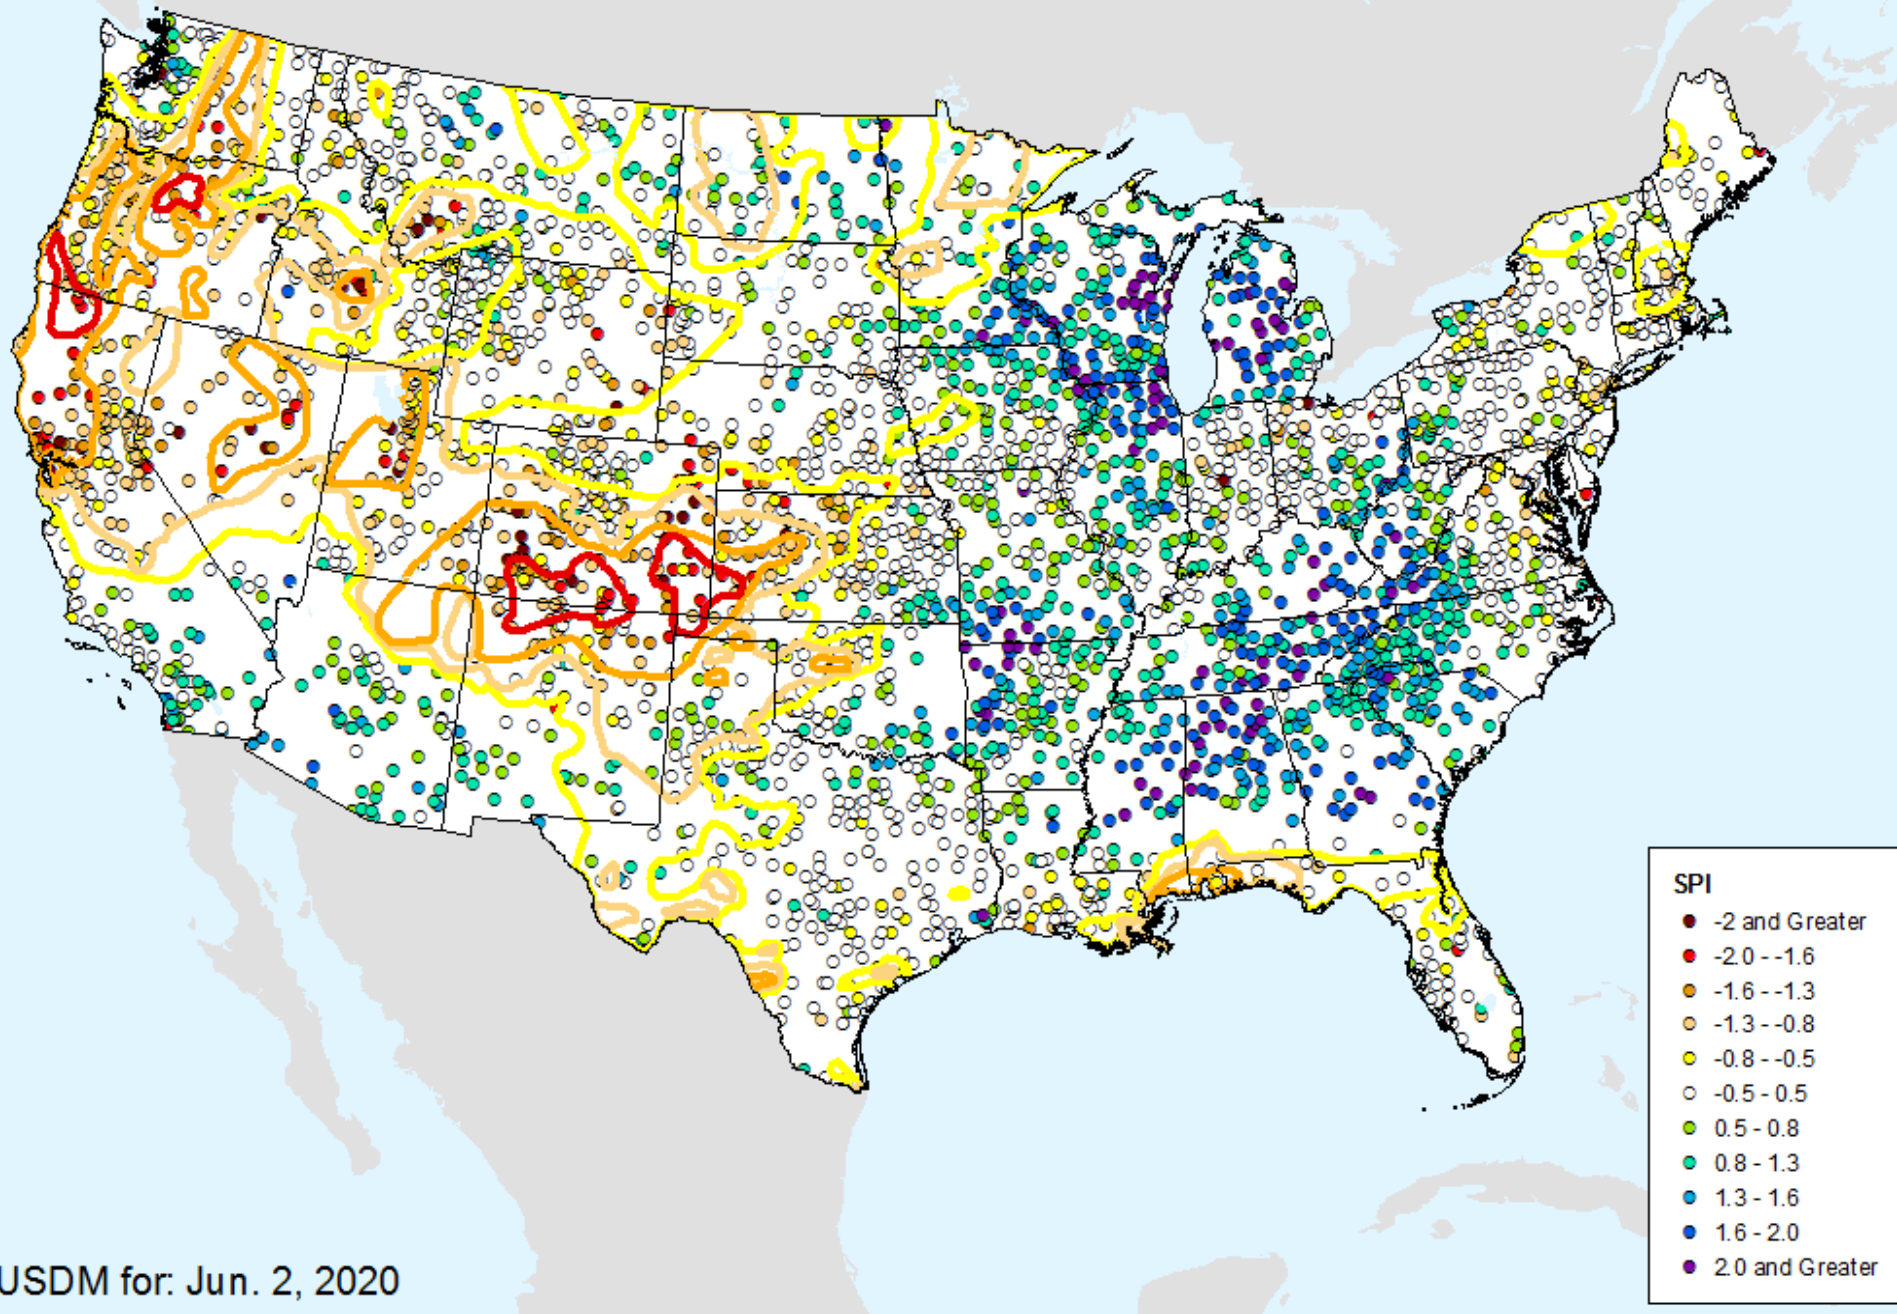 SPI
-2 and Greater
-2.0 - -1.6
-1.6 - -1.3
-1.3 - -0.8
-0.8 - -0.5
-0.5 - 0.5
0.5 - 0.8
0.8 - 1.3
1.3 - 1.6
1.6 - 2.0
2.0 and Greater
USDM for: Jun. 2, 2020